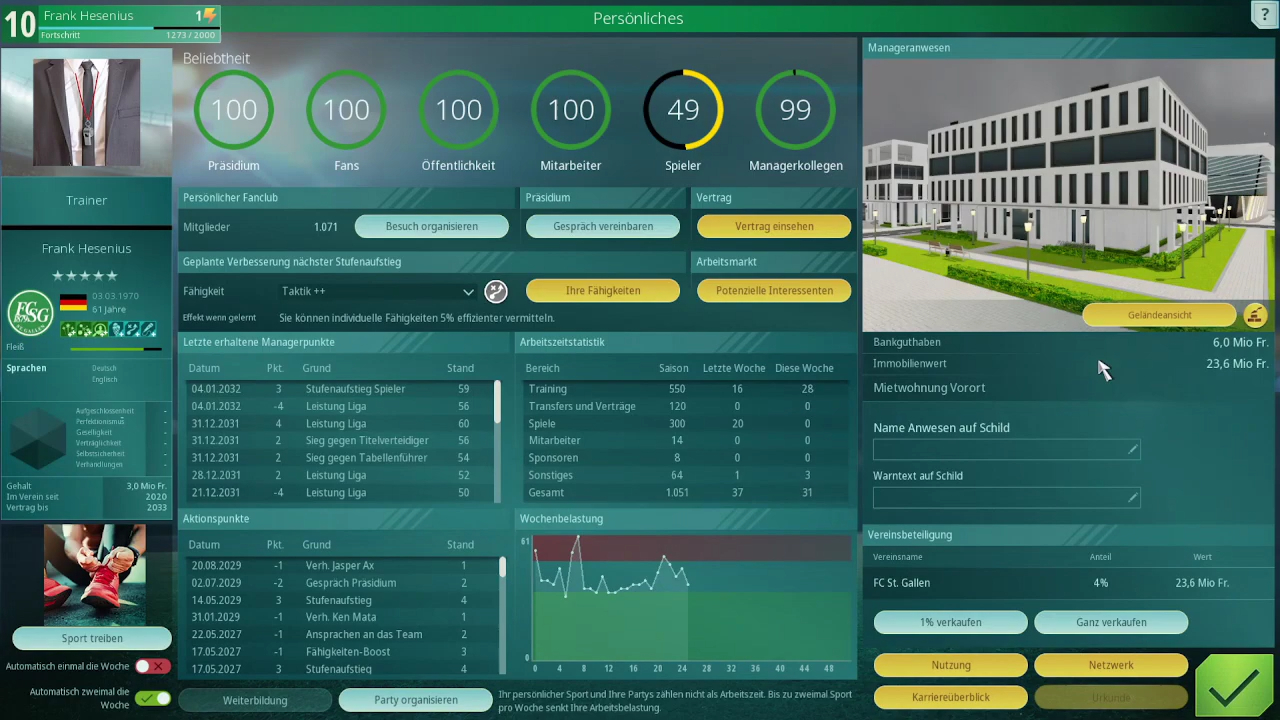 10
Frank Hesenius
1
Fortschritt
1273 / 2000
Persönliches
?
Trainer
Frank Hesenius
03.03.1970
61 Jahre
Fleiß
Sprachen
Deutsch
Englisch
Aufgeschlossenheit -
Perfektionismus -
Geselligkeit -
Verträglichkeit -
Selbstsicherheit -
Verhandlungen -
Gehalt 3,0 Mio Fr.
Im Verein seit 2020
Vertrag bis 2033
Sport treiben
Automatisch einmal die Woche
Automatisch zweimal die
Woche
Beliebtheit
100 100 100 100 49 99
Präsidium Fans Öffentlichkeit Mitarbeiter Spieler Managerkollegen
Persönlicher Fanclub
Mitglieder 1.071 Besuch organisieren
Präsidium
Gespräch vereinbaren
Vertrag
Vertrag einsehen
Geplante Verbesserung nächster Stufenaufstieg
Fähigkeit Taktik ++ Ihre Fähigkeiten
Effekt wenn gelernt Sie können individuelle Fähigkeiten 5% effizienter vermitteln.
Arbeitsmarkt
Potenzielle Interessenten
Letzte erhaltene Managerpunkte
Datum Pkt. Grund Stand
04.01.2032 3 Stufenaufstieg Spieler 59
04.01.2032 -4 Leistung Liga 56
31.12.2031 4 Leistung Liga 60
31.12.2031 2 Sieg gegen Titelverteidiger 56
31.12.2031 2 Sieg gegen Tabellenführer 54
28.12.2031 2 Leistung Liga 52
21.12.2031 -4 Leistung Liga 50
Arbeitszeitstatistik
Bereich Saison Letzte Woche Diese Woche
Training 550 16 28
Transfers und Verträge 120 0 0
Spiele 300 20 0
Mitarbeiter 14 0 0
Sponsoren 8 0 0
Sonstiges 64 1 3
Gesamt 1.051 37 31
Aktionspunkte
Datum Pkt. Grund Stand
20.08.2029 -1 Verh. Jasper Ax 1
02.07.2029 -2 Gespräch Präsidium 2
14.05.2029 3 Stufenaufstieg 4
31.01.2029 -1 Verh. Ken Mata 1
22.05.2027 -1 Ansprachen an das Team 2
17.05.2027 -1 Fähigkeiten-Boost 3
17.05.2027 3 Stufenaufstieg 4
Wochenbelastung
61
0
0 4 8 12 16 20 24 28 32 36 40 44 48
Weiterbildung
Party organisieren
Ihr persönlicher Sport und Ihre Partys zählen nicht als Arbeitszeit. Bis zu zweimal Sport
pro Woche senkt Ihre Arbeitsbelastung.
Manageranwesen
Geländeansicht
Bankguthaben 6,0 Mio Fr.
Immobilienwert 23,6 Mio Fr.
Mietwohnung Vorort
Name Anwesen auf Schild
Warntext auf Schild
Vereinsbeteiligung
Vereinsname Anteil Wert
FC St. Gallen 4% 23,6 Mio Fr.
1% verkaufen Ganz verkaufen
Nutzung Netzwerk
Karriereüberblick Urkunde